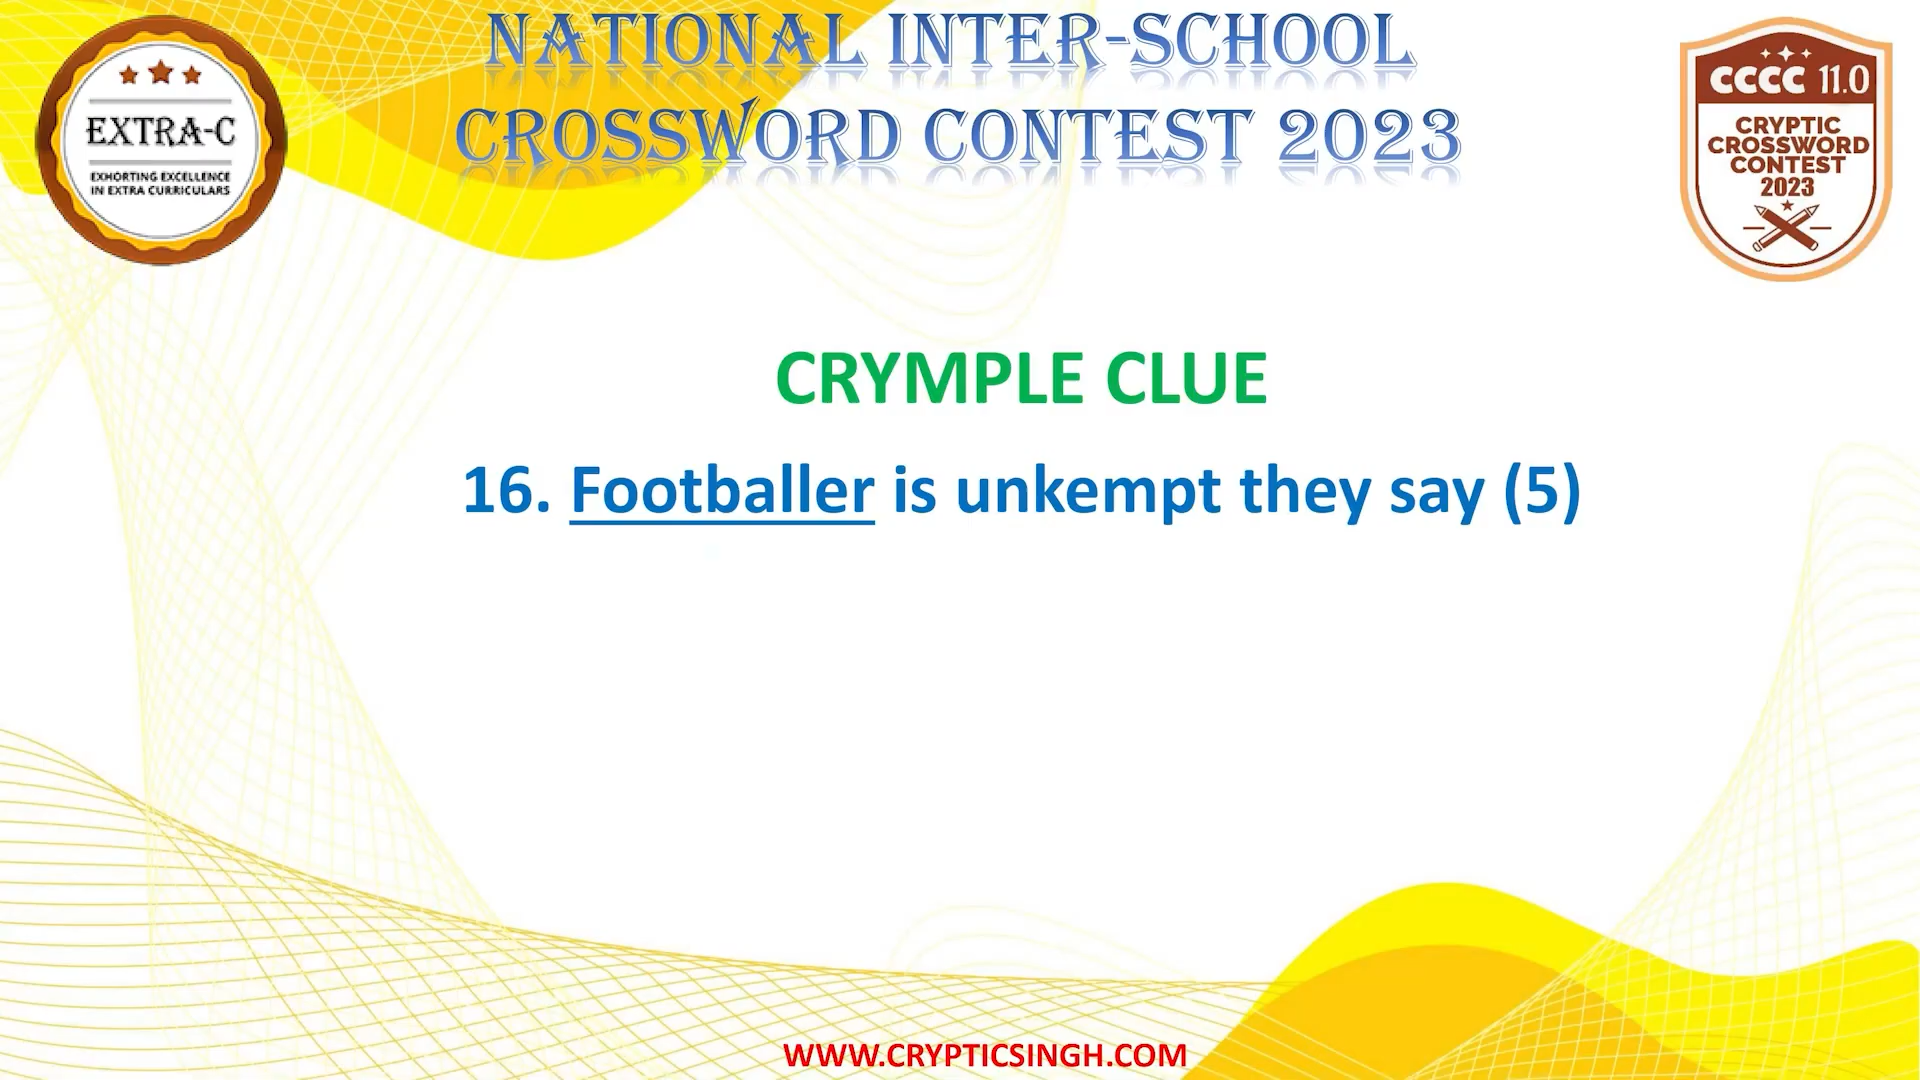 NATIONAL INTER-SCHOOL
CROSSWORD CONTEST 2023
EXTRA-C
EXHORTING EXCELLENCE
IN EXTRA CURRICULARS
CCCC 11.0
CRYPTIC
CROSSWORD
CONTEST
2023
CRYMPLE CLUE
16. Footballer is unkempt they say (5)
WWW.CRYPTICSINGH.COM